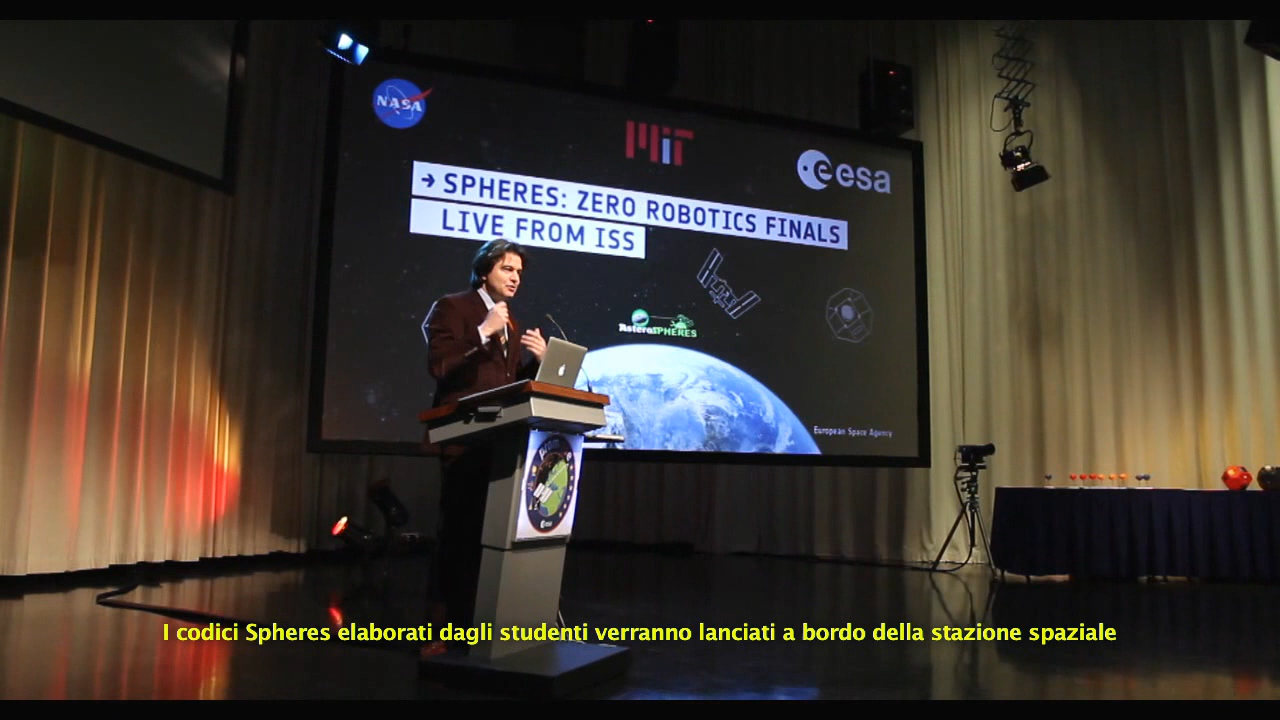 NASA
MiT
esa
→ SPHERES: ZERO ROBOTICS FINALS
LIVE FROM ISS
AsteroSPHERES
European Space Agency
esa
I codici Spheres elaborati dagli studenti verranno lanciati a bordo della stazione spaziale